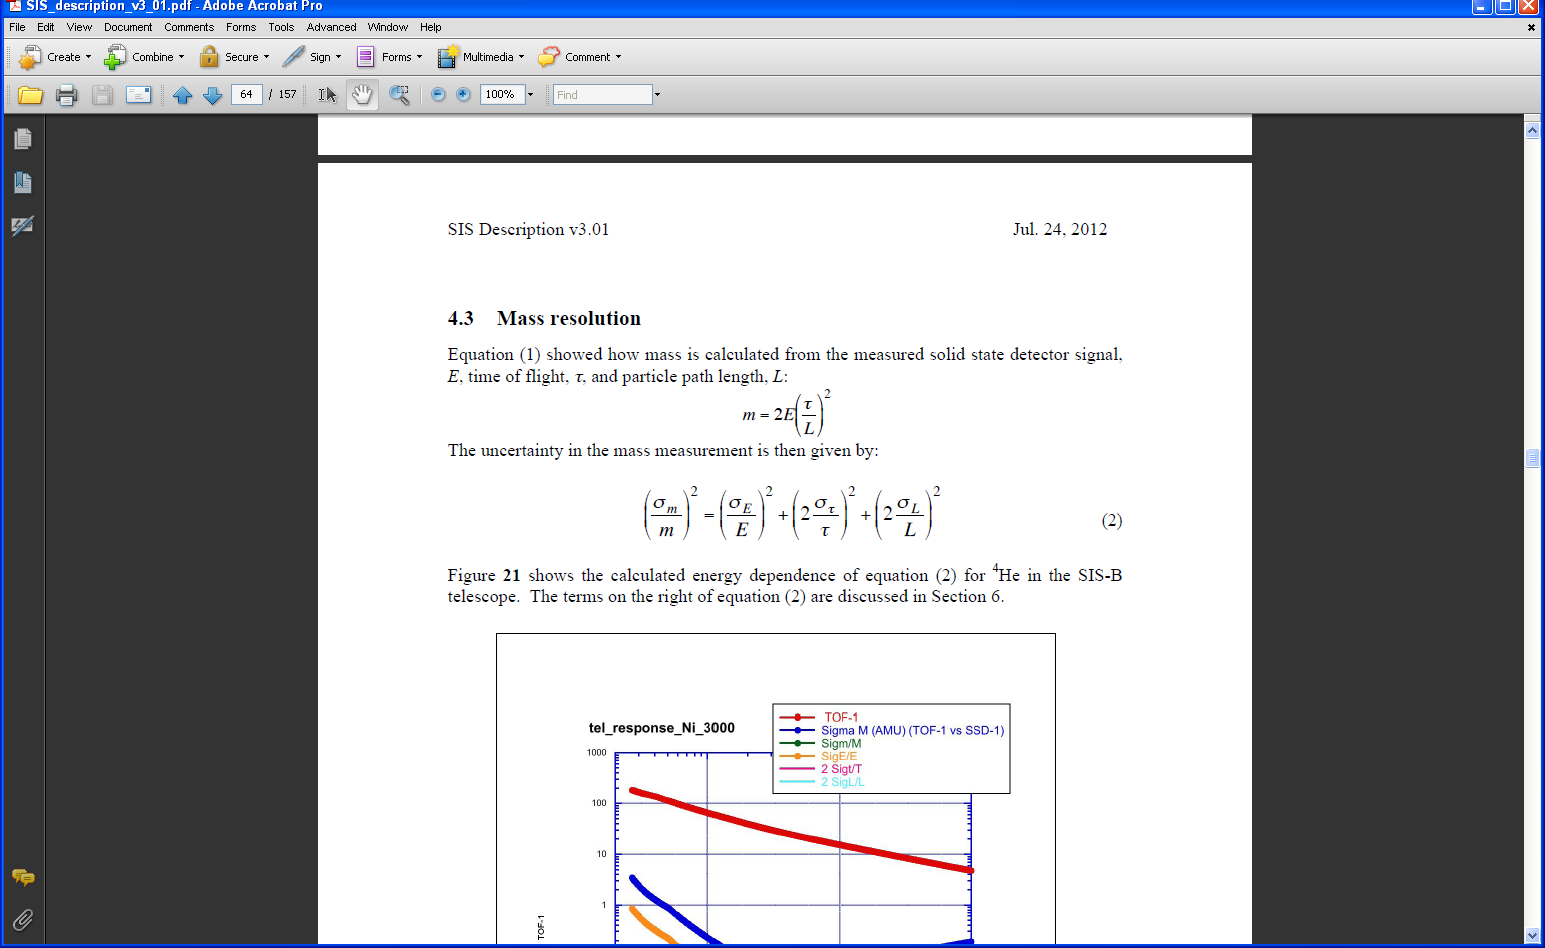 SIS_description_v3_01.pdf - Adobe Acrobat Pro
File Edit View Document Comments Forms Tools Advanced Window Help
Create Combine Secure Sign Forms Multimedia Comment
64 / 157 100% Find
SIS Description v3.01 Jul. 24, 2012
4.3 Mass resolution
Equation (1) showed how mass is calculated from the measured solid state detector signal,
E, time of flight, τ, and particle path length, L:
m = 2E(τ/L)²
The uncertainty in the mass measurement is then given by:
(σm/m)² = (σE/E)² + (2 στ/τ)² + (2 σL/L)² (2)
Figure 21 shows the calculated energy dependence of equation (2) for ⁴He in the SIS-B
telescope. The terms on the right of equation (2) are discussed in Section 6.
tel_response_Ni_3000
TOF-1
Sigma M (AMU) (TOF-1 vs SSD-1)
Sigm/M
SigE/E
2 Sigt/T
2 SigL/L
1000
100
10
1
TOF-1